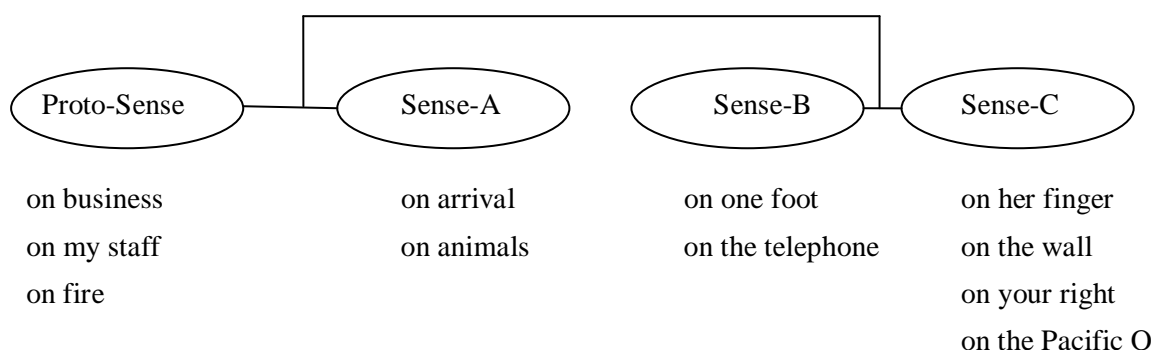 Proto-Sense Sense-A Sense-B Sense-C
on business on arrival on one foot on her finger
on my staff on animals on the telephone on the wall
on fire on your right
on the Pacific O